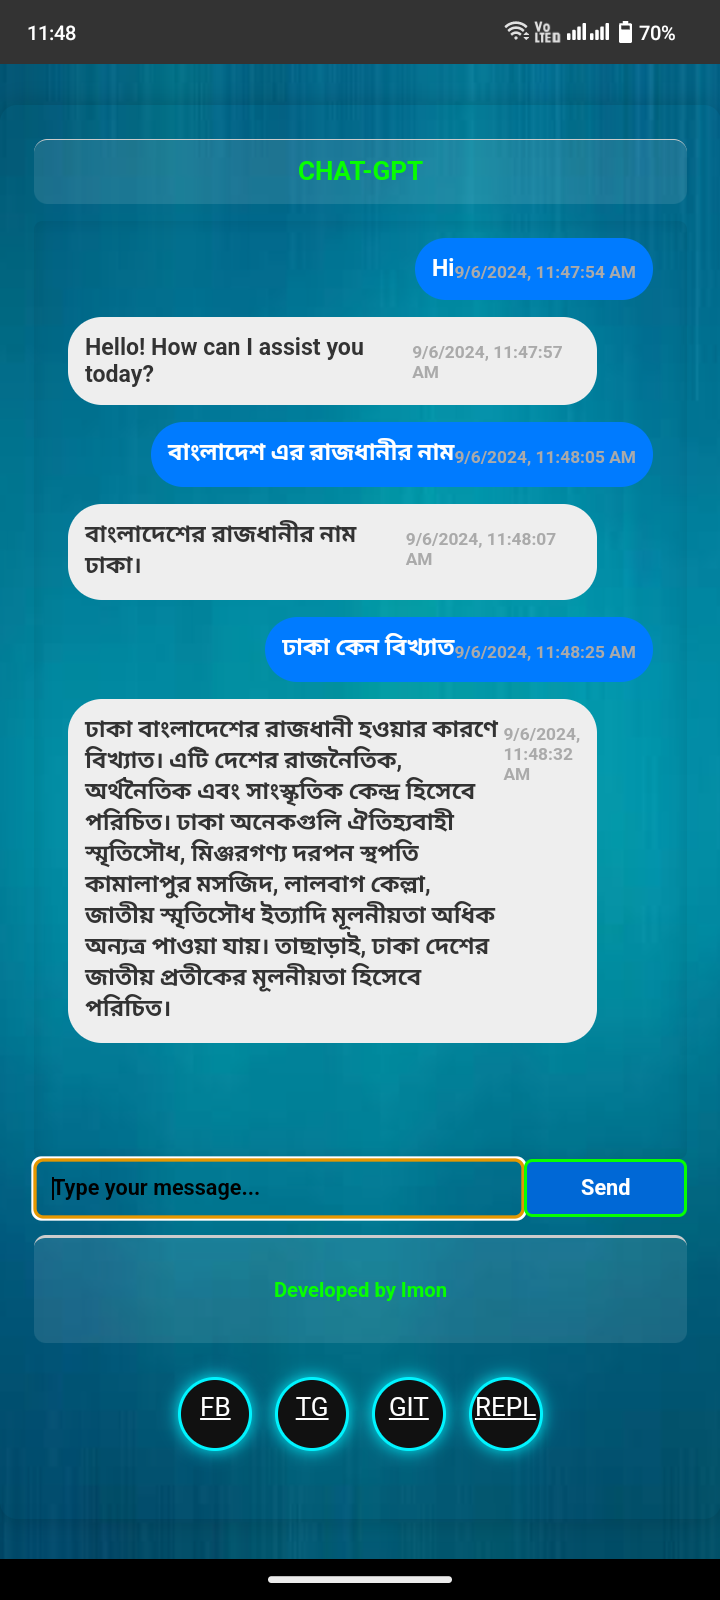 11:48
Vo LTED
70%
CHAT-GPT
Hi 9/6/2024, 11:47:54 AM
Hello! How can I assist you
today?
9/6/2024, 11:47:57
AM
বাংলাদেশ এর রাজধানীর নাম 9/6/2024, 11:48:05 AM
বাংলাদেশের রাজধানীর নাম
ঢাকা।
9/6/2024, 11:48:07
AM
ঢাকা কেন বিখ্যাত 9/6/2024, 11:48:25 AM
ঢাকা বাংলাদেশের রাজধানী হওয়ার কারণে
বিখ্যাত। এটি দেশের রাজনৈতিক,
অর্থনৈতিক এবং সাংস্কৃতিক কেন্দ্র হিসেবে
পরিচিত। ঢাকা অনেকগুলি ঐতিহ্যবাহী
স্মৃতিসৌধ, মিঞ্জরগণ্য দরপন স্থপতি
কামালাপুর মসজিদ, লালবাগ কেল্লা,
জাতীয় স্মৃতিসৌধ ইত্যাদি মূলনীয়তা অধিক
অন্যত্র পাওয়া যায়। তাছাড়াই, ঢাকা দেশের
জাতীয় প্রতীকের মূলনীয়তা হিসেবে
পরিচিত।
9/6/2024,
11:48:32
AM
Type your message...
Send
Developed by Imon
FB
TG
GIT
REPL